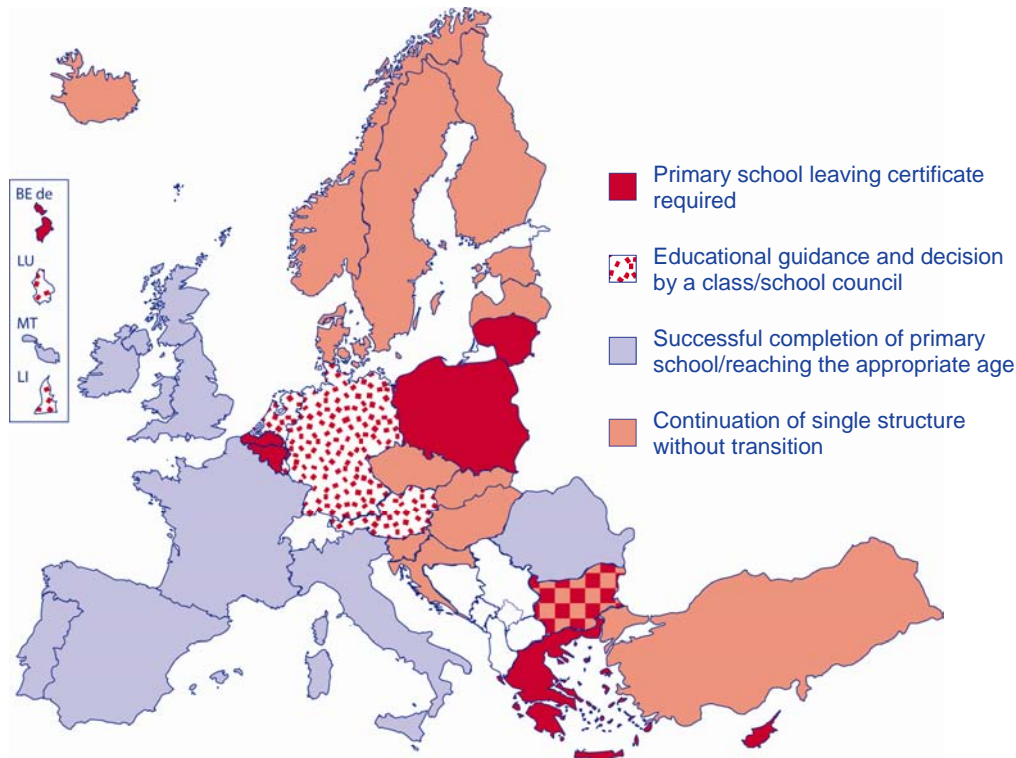 BE de
LU
MT
LI
Primary school leaving certificate
required
Educational guidance and decision
by a class/school council
Successful completion of primary
school/reaching the appropriate age
Continuation of single structure
without transition